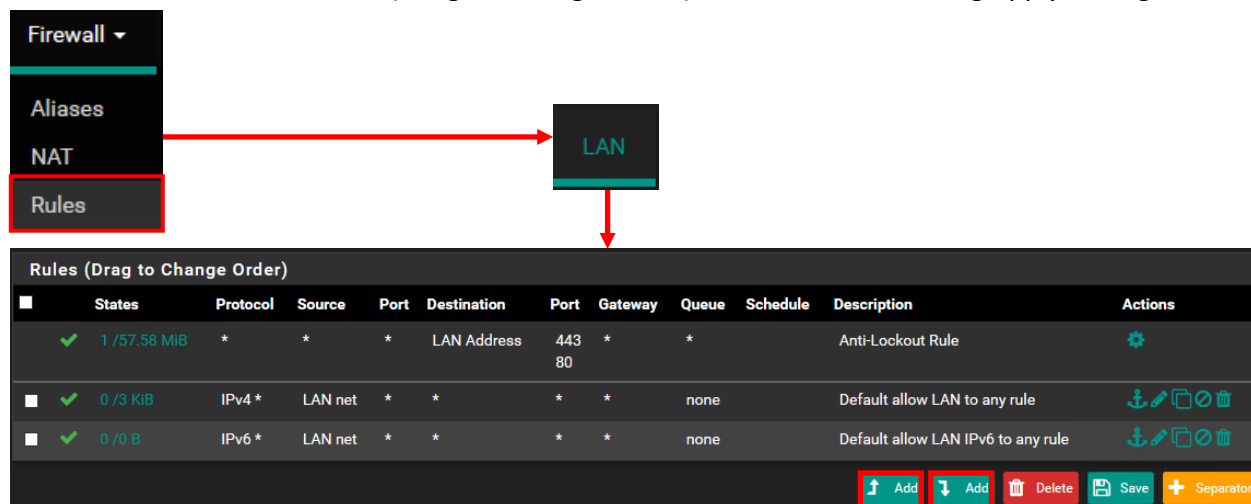 Firewall
Aliases
NAT
Rules
LAN
Rules (Drag to Change Order)
States Protocol Source Port Destination Port Gateway Queue Schedule Description Actions
1 /57.58 MiB * * * LAN Address 443 * * Anti-Lockout Rule
80
0 /3 KiB IPv4 * LAN net * * * * none Default allow LAN to any rule
0 /0 B IPv6 * LAN net * * * * none Default allow LAN IPv6 to any rule
Add Add Delete Save Separator